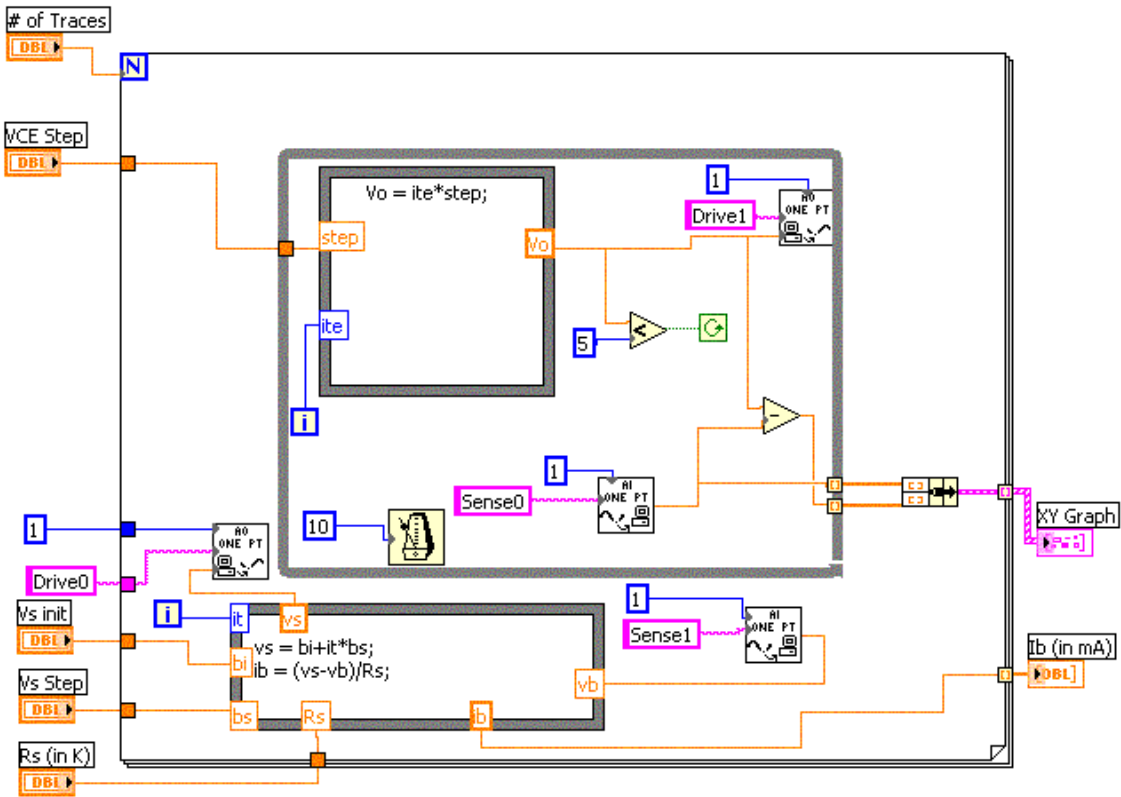 # of Traces
DBL
N
VCE Step
DBL
Vo = ite*step;
step
Vo
ite
i
1
Drive1
AO
ONE PT
<
5
-
1
Sense0
AI
ONE PT
10
XY Graph
1
Drive0
AO
ONE PT
Vs init
DBL
i
it
vs
vs = bi+it*bs;
ib = (vs-vb)/Rs;
bi
vb
1
Sense1
AI
ONE PT
Ib (in mA)
DBL]
Vs Step
DBL
bs
Rs
ib
Rs (in K)
DBL